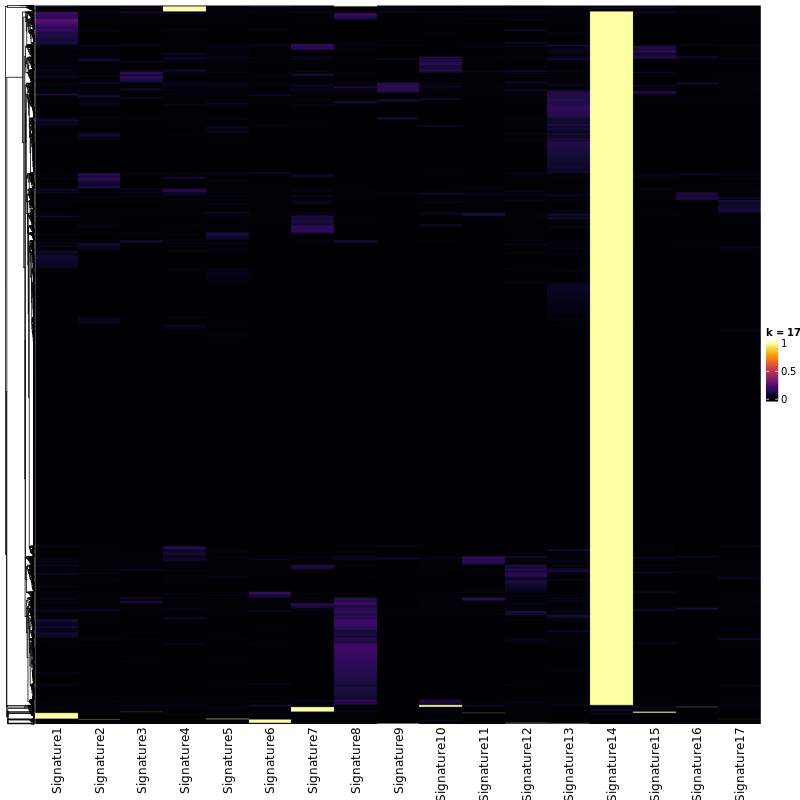 k = 17
1
0.5
0
Signature1
Signature2
Signature3
Signature4
Signature5
Signature6
Signature7
Signature8
Signature9
Signature10
Signature11
Signature12
Signature13
Signature14
Signature15
Signature16
Signature17